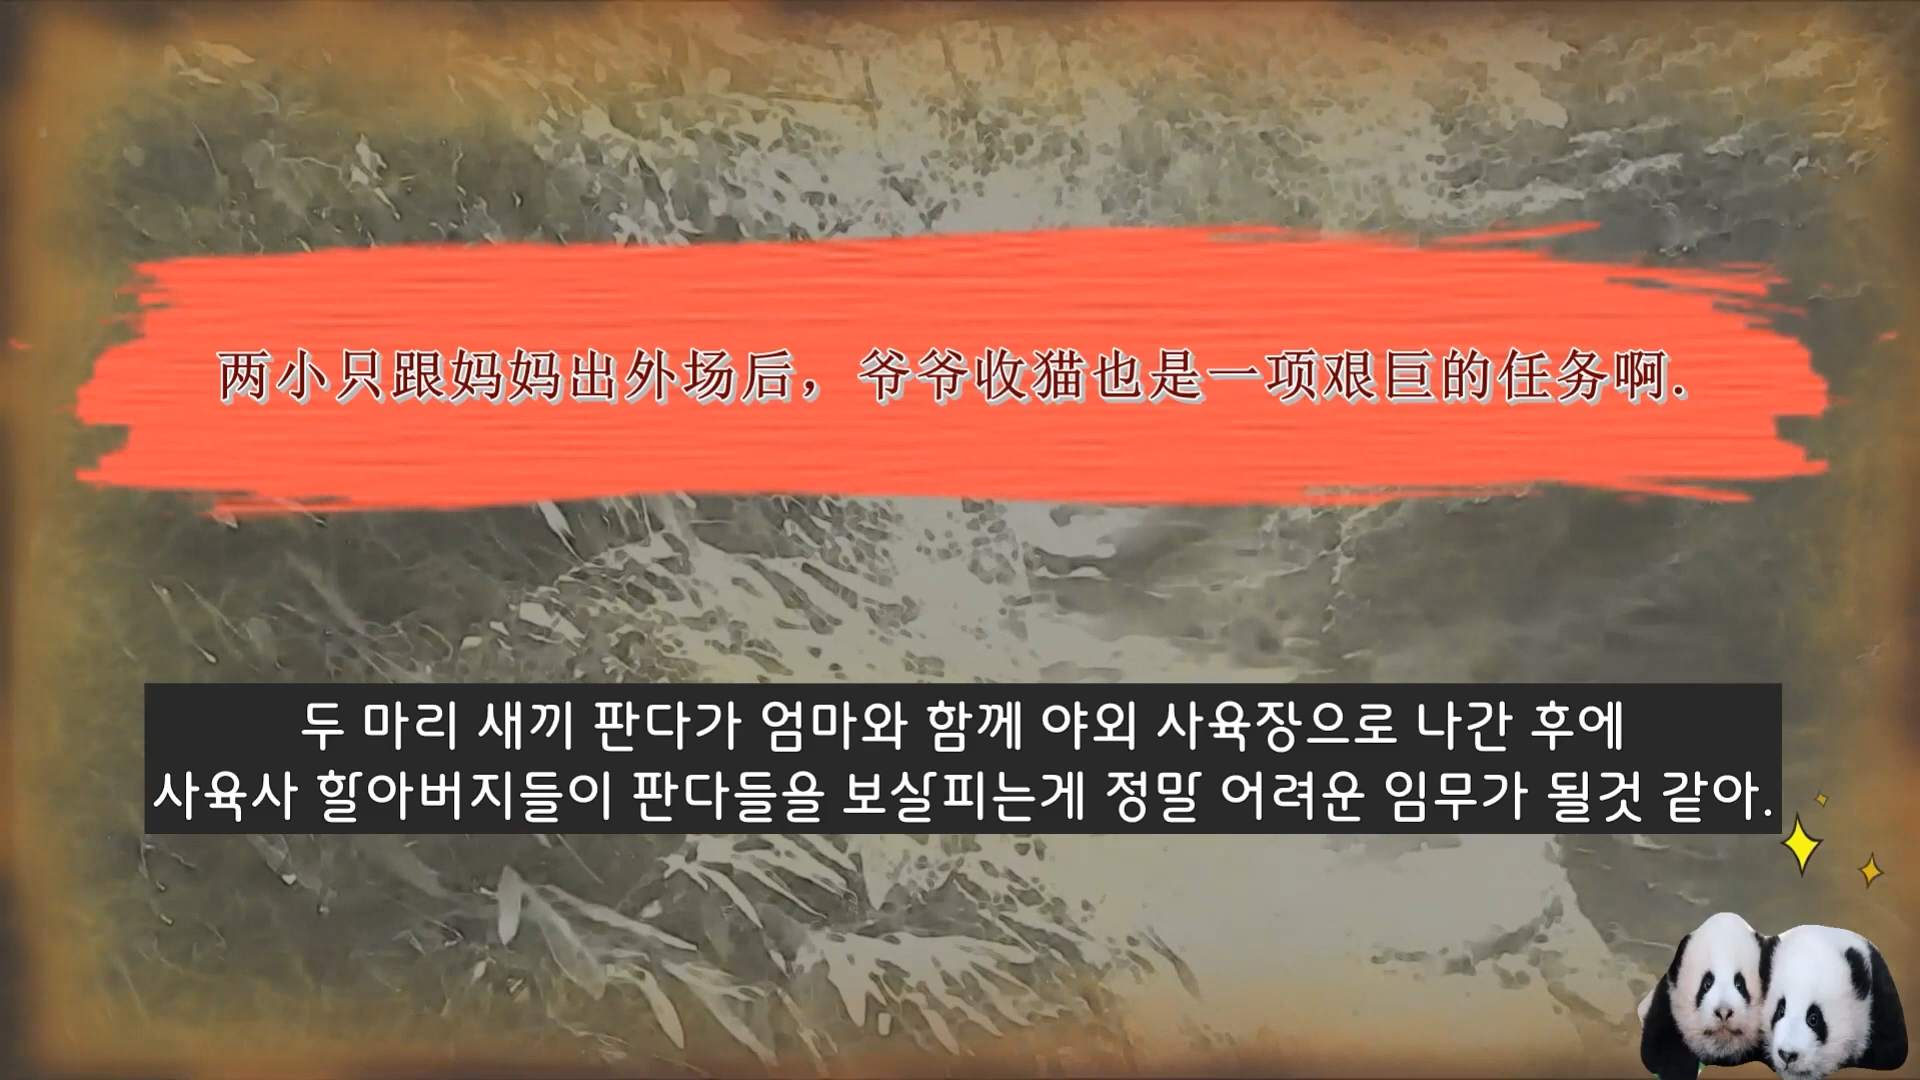 两小只跟妈妈出外场后，爷爷收猫也是一项艰巨的任务啊.
두 마리 새끼 판다가 엄마와 함께 야외 사육장으로 나간 후에
사육사 할아버지들이 판다들을 보살피는게 정말 어려운 임무가 될것 같아.